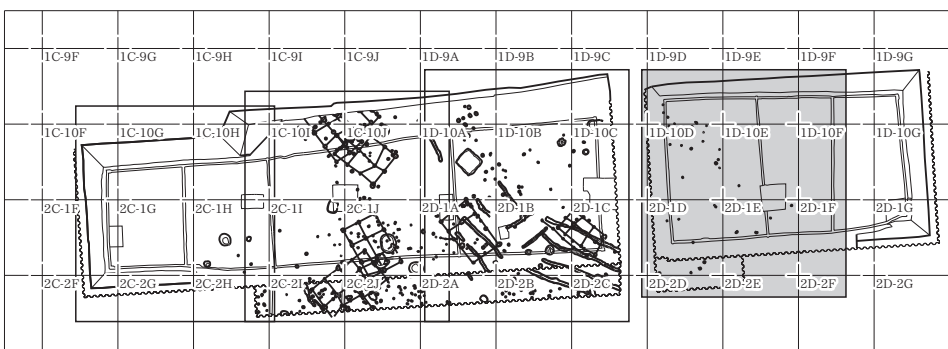 1C-9F 1C-9G 1C-9H 1C-9I 1C-9J 1D-9A 1D-9B 1D-9C 1D-9D 1D-9E 1D-9F 1D-9G
1C-10F 1C-10G 1C-10H 1C-10I 1C-10J 1D-10A 1D-10B 1D-10C 1D-10D 1D-10E 1D-10F 1D-10G
2C-1F 2C-1G 2C-1H 2C-1I 2C-1J 2D-1A 2D-1B 2D-1C 2D-1D 2D-1E 2D-1F 2D-1G
2C-2F 2C-2G 2C-2H 2C-2I 2C-2J 2D-2A 2D-2B 2D-2C 2D-2D 2D-2E 2D-2F 2D-2G